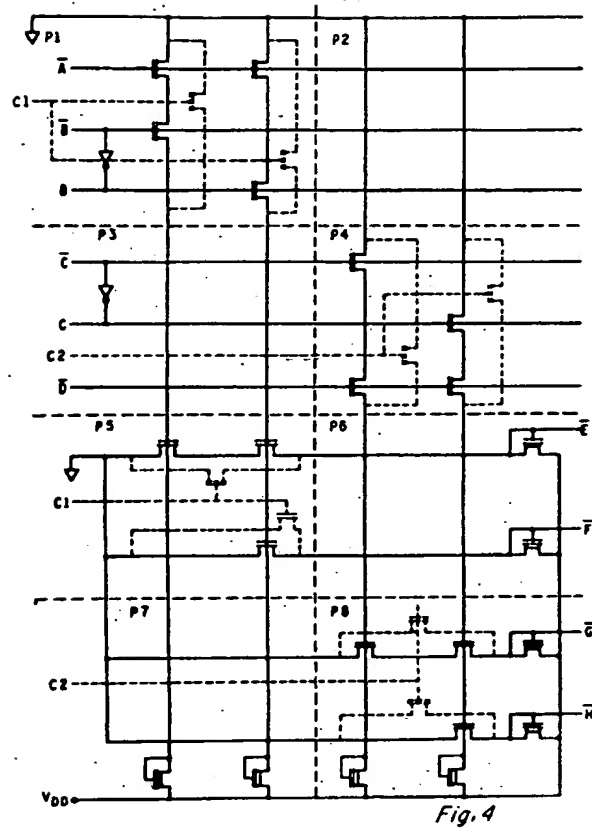 P1 P2
A̅
C1
B̅
B
P3 P4
C̅
C
C2
D̅
P5 P6
E̅
C1
F̅
P7 P8
G̅
C2
H̅
VDD
Fig. 4